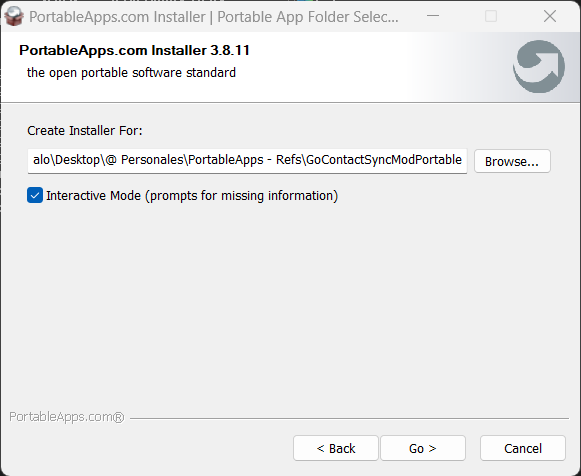 PortableApps.com Installer | Portable App Folder Selec...
PortableApps.com Installer 3.8.11
the open portable software standard
Create Installer For:
alo\Desktop\@ Personales\PortableApps - Refs\GoContactSyncModPortable
Browse...
Interactive Mode (prompts for missing information)
PortableApps.com®
< Back
Go >
Cancel